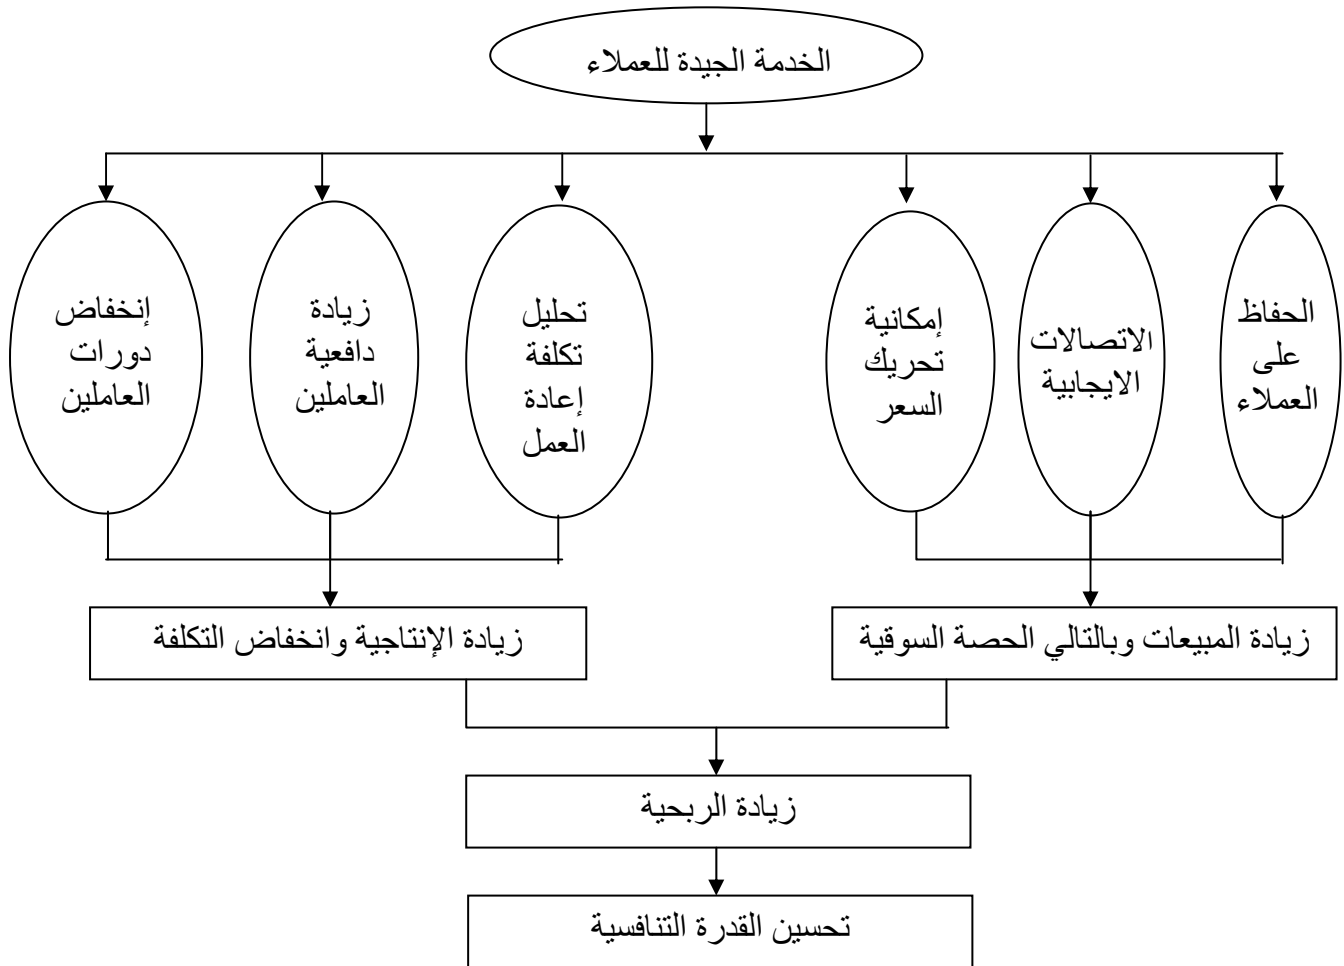 الخدمة الجيدة للعملاء
الحفاظ
على
العملاء
الاتصالات
الايجابية
إمكانية
تحريك
السعر
تحليل
تكلفة
إعادة
العمل
زيادة
دافعية
العاملين
إنخفاض
دورات
العاملين
زيادة المبيعات وبالتالي الحصة السوقية
زيادة الإنتاجية وانخفاض التكلفة
زيادة الربحية
تحسين القدرة التنافسية